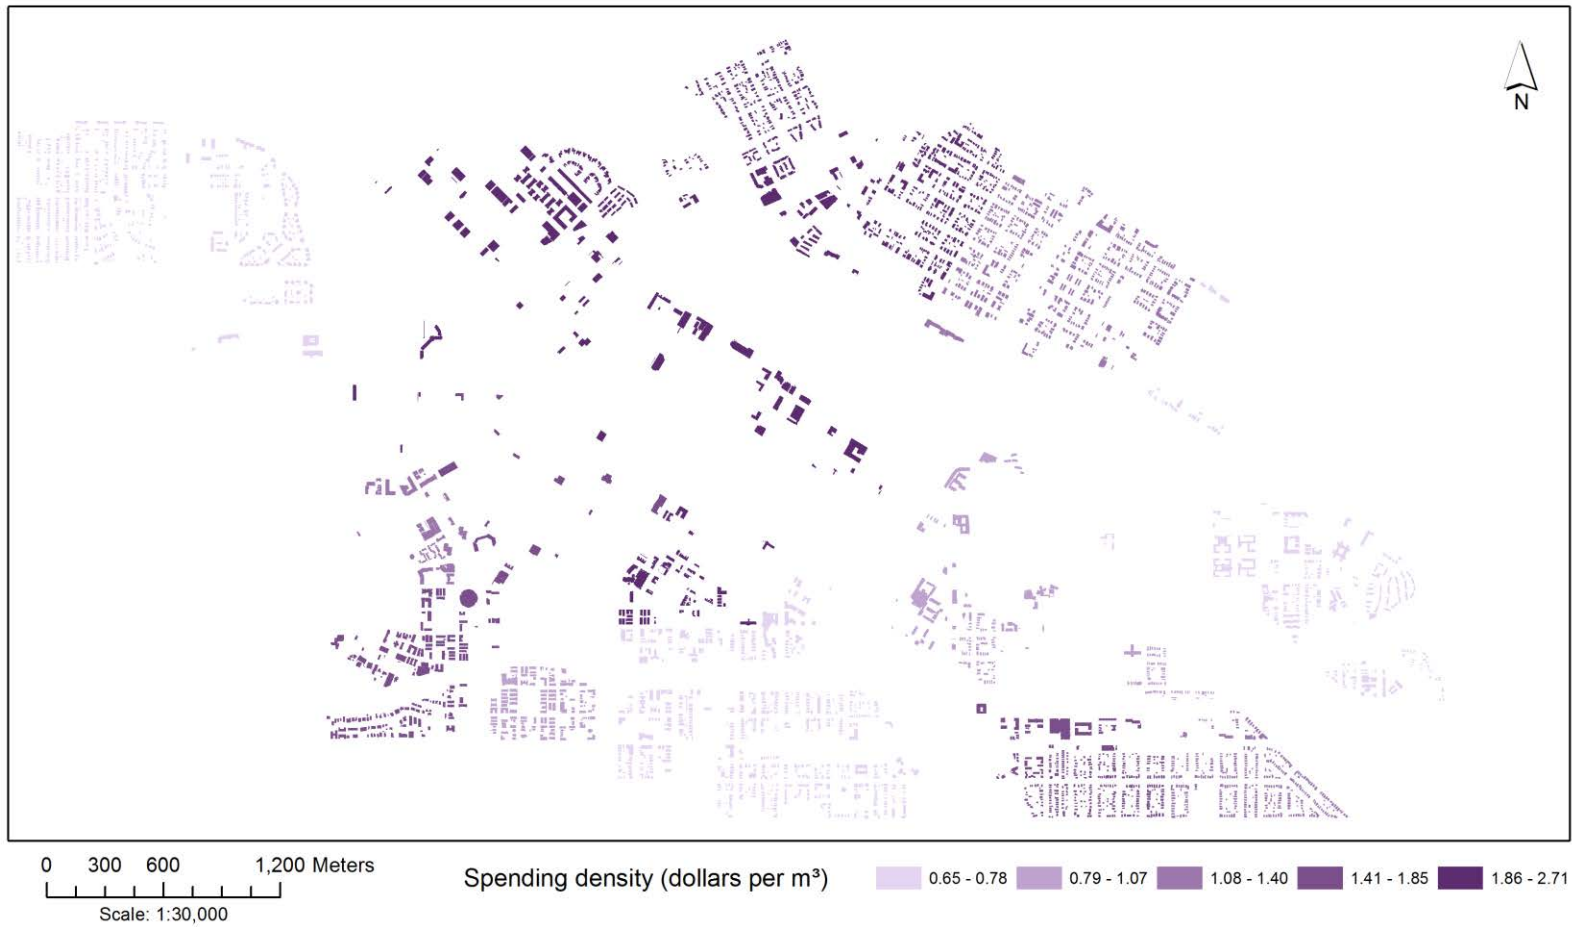 N
0 300 600 1,200 Meters
Scale: 1:30,000
Spending density (dollars per m³)
0.65 - 0.78
0.79 - 1.07
1.08 - 1.40
1.41 - 1.85
1.86 - 2.71